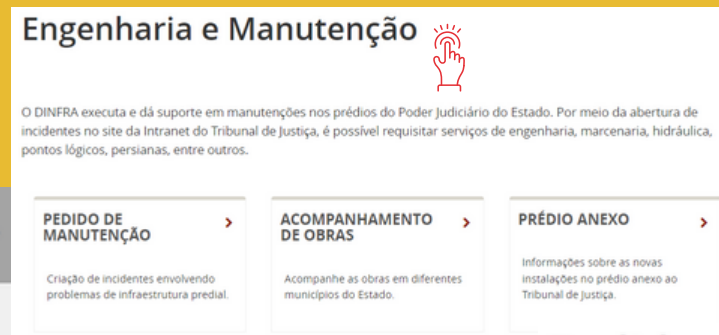 Engenharia e Manutenção
O DINFRA executa e dá suporte em manutenções nos prédios do Poder Judiciário do Estado. Por meio da abertura de
incidentes no site da Intranet do Tribunal de Justiça, é possível requisitar serviços de engenharia, marcenaria, hidráulica,
pontos lógicos, persianas, entre outros.
PEDIDO DE
MANUTENÇÃO
Criação de incidentes envolvendo
problemas de infraestrutura predial.
ACOMPANHAMENTO
DE OBRAS
Acompanhe as obras em diferentes
municípios do Estado.
PRÉDIO ANEXO
Informações sobre as novas
instalações no prédio anexo ao
Tribunal de Justiça.